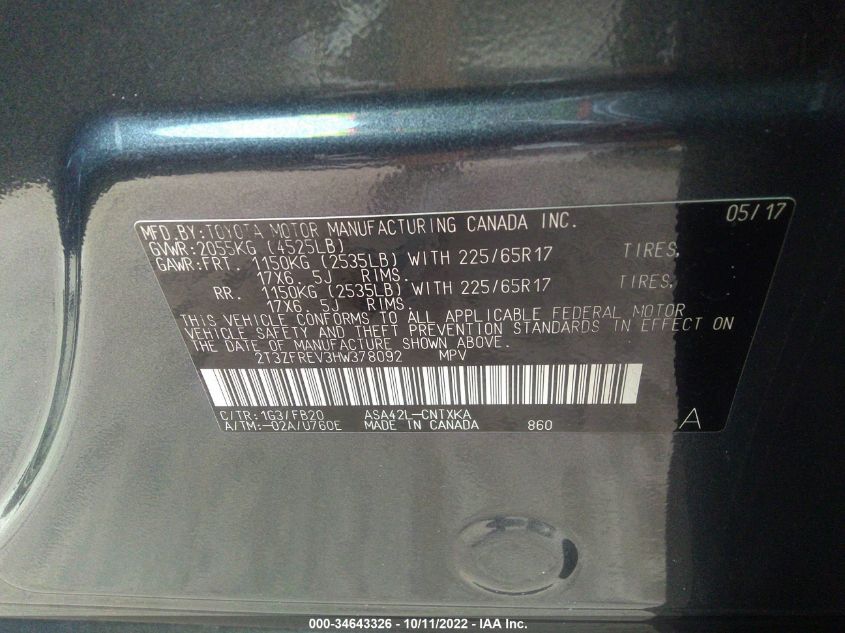 05/17
MFD.BY:TOYOTA MOTOR MANUFACTURING CANADA INC.
GVWR:2055KG (4525LB)
GAWR:FRT 1150KG (2535LB) WITH 225/65R17 TIRES,
17X6. 5J RIMS.
RR. 1150KG (2535LB) WITH 225/65R17 TIRES,
17X6. 5J RIMS.
THIS VEHICLE CONFORMS TO ALL APPLICABLE FEDERAL MOTOR
VEHICLE SAFETY AND THEFT PREVENTION STANDARDS IN EFFECT ON
THE DATE OF MANUFACTURE SHOWN ABOVE.
2T3ZFREV3HW378092 MPV
C/TR:1G3/FB20 ASA42L-CNTXKA
A/TM:-02A/U760E MADE IN CANADA 860 A
000-34643326 - 10/11/2022 - IAA Inc.